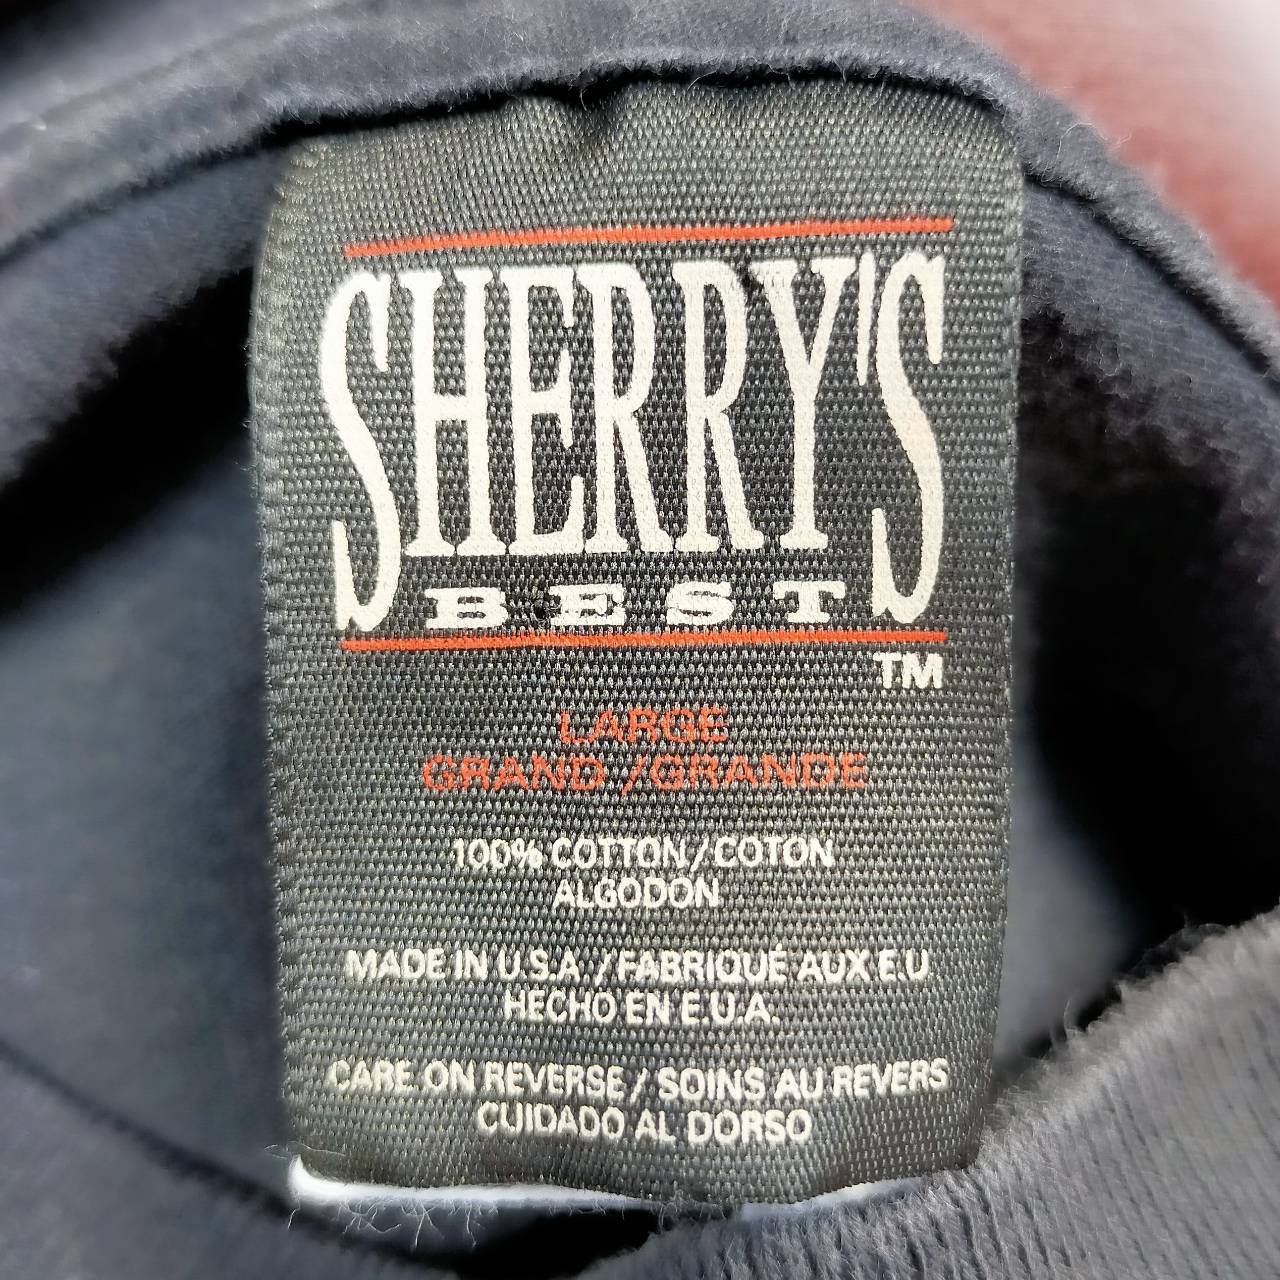 SHERRY'S
BEST
TM
LARGE
GRAND / GRANDE
100% COTTON / COTON
ALGODON
MADE IN U.S.A. / FABRIQUÉ AUX E.U
HECHO EN E.U.A.
CARE ON REVERSE / SOINS AU REVERS
CUIDADO AL DORSO